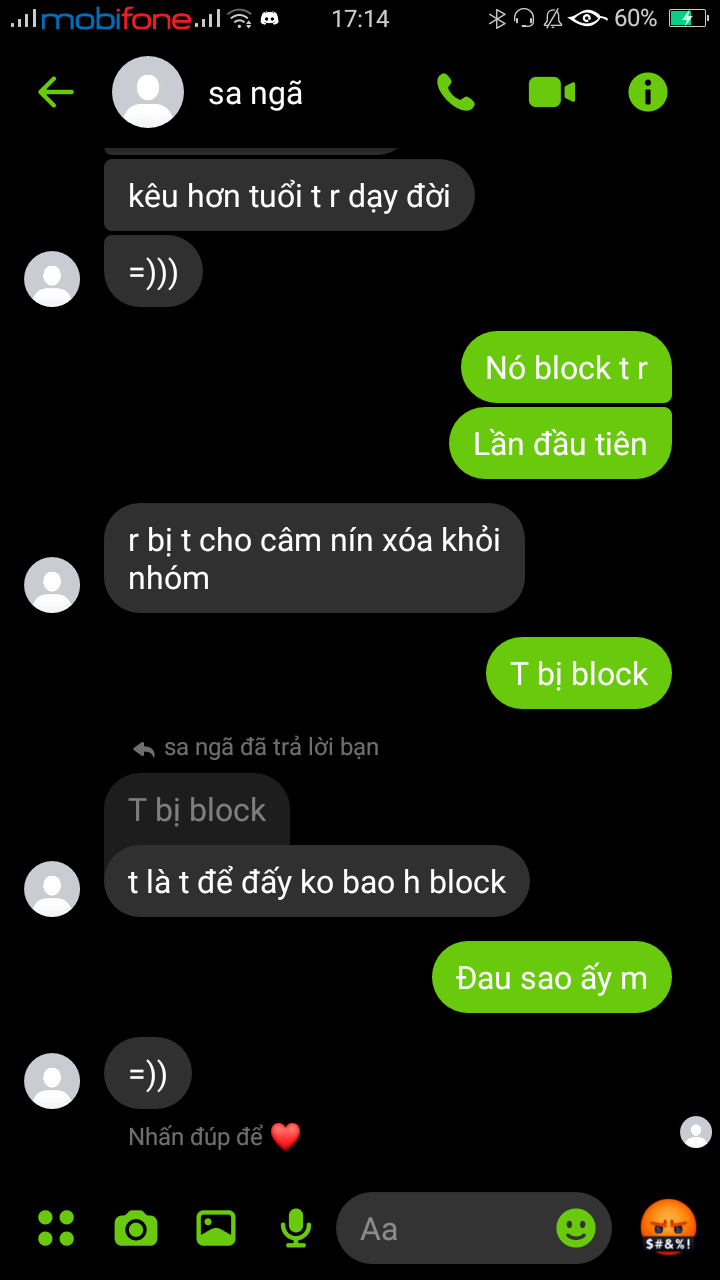 mobifone
17:14
60%
sa ngã
kêu hơn tuổi t r dạy đời
=)))
Nó block t r
Lần đầu tiên
r bị t cho câm nín xóa khỏi
nhóm
T bị block
sa ngã đã trả lời bạn
T bị block
t là t để đấy ko bao h block
Đau sao ấy m
=))
Nhấn đúp để ❤️
Aa
$#&%!